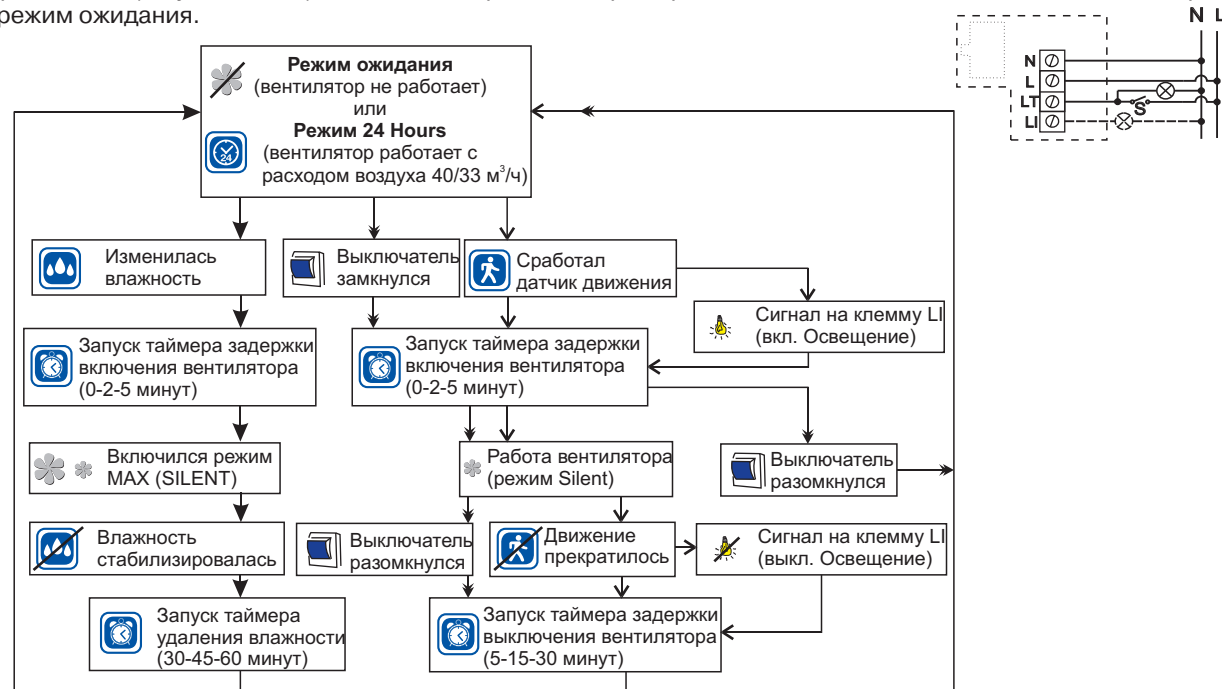 режим ожидания.
N L
N
L
LT
LI
S
Режим ожидания
(вентилятор не работает)
или
Режим 24 Hours
(вентилятор работает с
расходом воздуха 40/33 м³/ч)
24
Изменилась
влажность
Выключатель
замкнулся
Сработал
датчик движения
Сигнал на клемму LI
(вкл. Освещение)
Запуск таймера задержки
включения вентилятора
(0-2-5 минут)
Запуск таймера задержки
включения вентилятора
(0-2-5 минут)
Включился режим
MAX (SILENT)
Работа вентилятора
(режим Silent)
Выключатель
разомкнулся
Влажность
стабилизировалась
Выключатель
разомкнулся
Движение
прекратилось
Сигнал на клемму LI
(выкл. Освещение)
Запуск таймера
удаления влажности
(30-45-60 минут)
Запуск таймера задержки
выключения вентилятора
(5-15-30 минут)